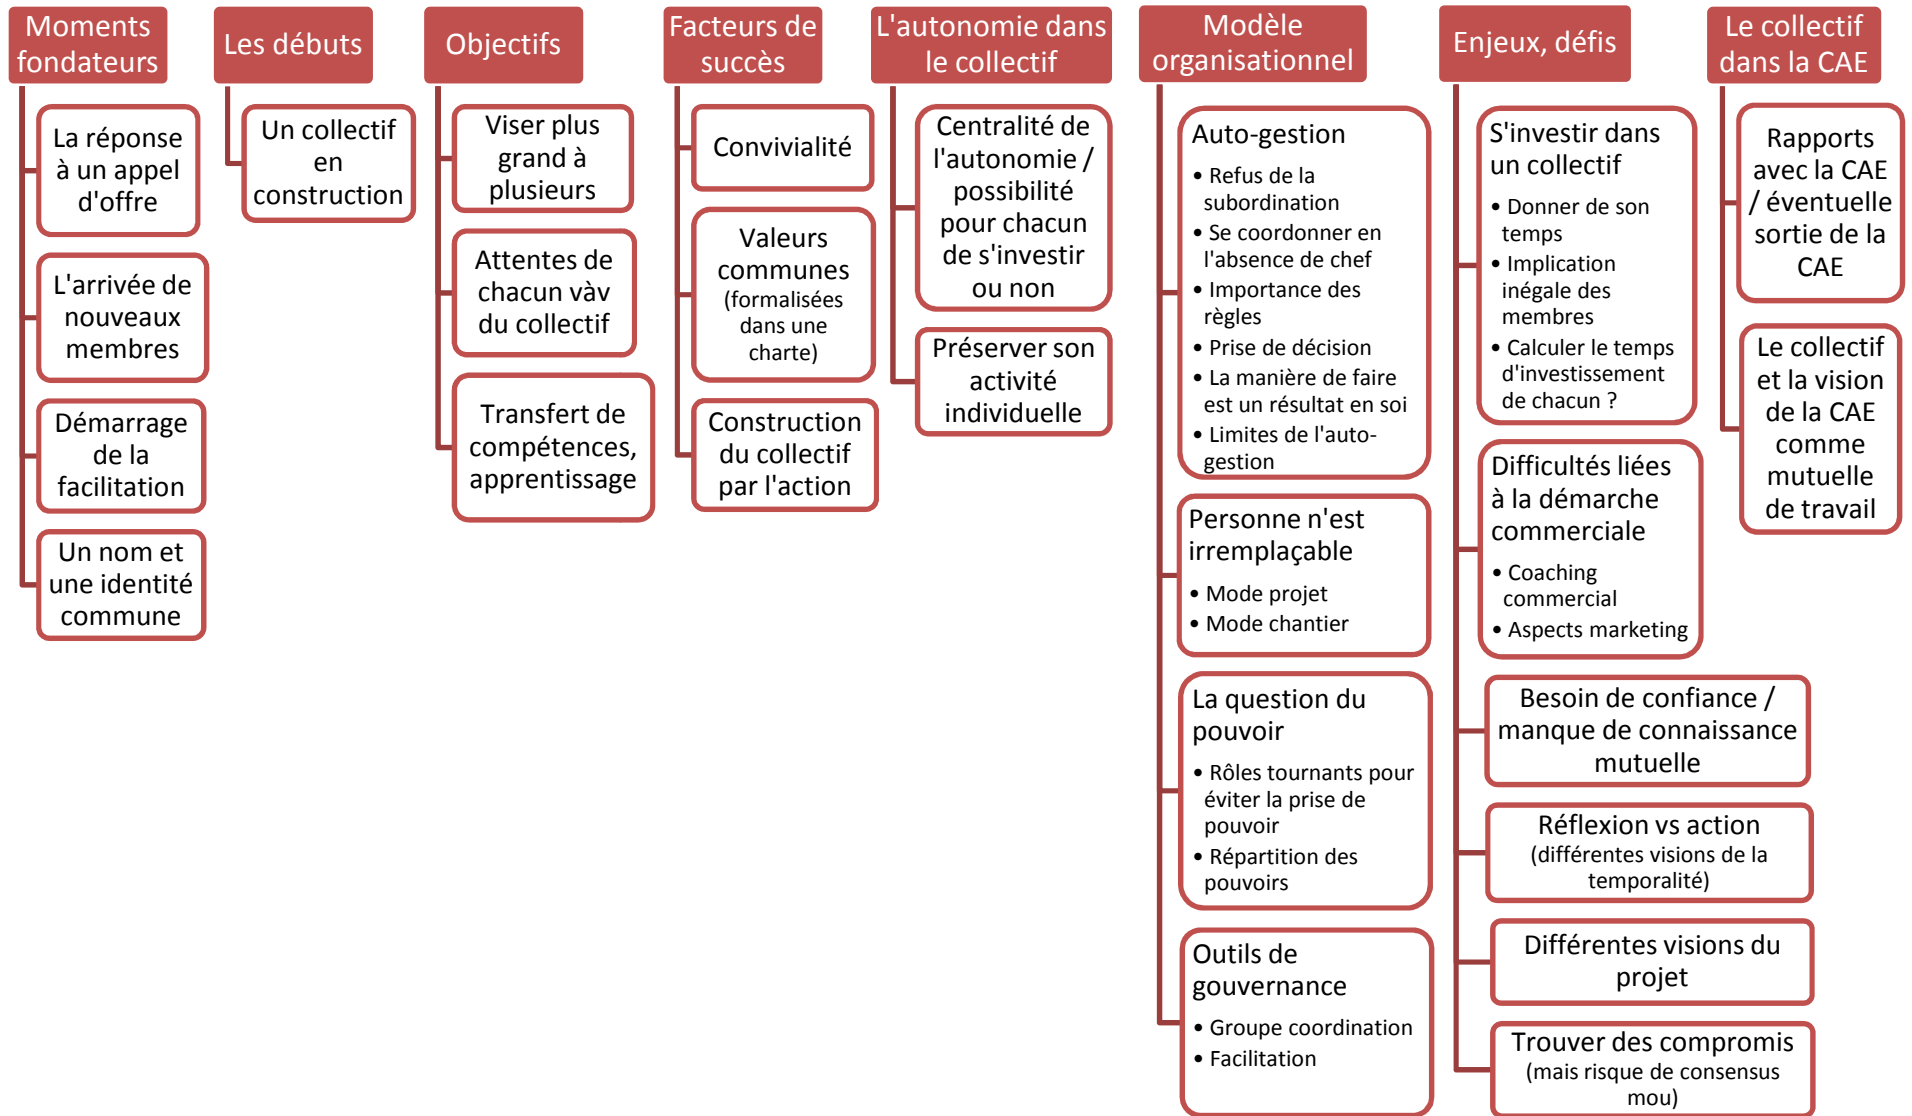 Moments
fondateurs
La réponse
à un appel
d'offre
L'arrivée de
nouveaux
membres
Démarrage
de la
facilitation
Un nom et
une identité
commune
Les débuts
Un collectif
en
construction
Objectifs
Viser plus
grand à
plusieurs
Attentes de
chacun vàv
du collectif
Transfert de
compétences,
apprentissage
Facteurs de
succès
Convivialité
Valeurs
communes
(formalisées
dans une
charte)
Construction
du collectif
par l'action
L'autonomie dans
le collectif
Centralité de
l'autonomie /
possibilité
pour chacun
de s'investir
ou non
Préserver son
activité
individuelle
Modèle
organisationnel
Auto-gestion
• Refus de la
subordination
• Se coordonner en
l'absence de chef
• Importance des
règles
• Prise de décision
• La manière de faire
est un résultat en soi
• Limites de l'auto-
gestion
Personne n'est
irremplaçable
• Mode projet
• Mode chantier
La question du
pouvoir
• Rôles tournants pour
éviter la prise de
pouvoir
• Répartition des
pouvoirs
Outils de
gouvernance
• Groupe coordination
• Facilitation
Enjeux, défis
S'investir dans
un collectif
• Donner de son
temps
• Implication
inégale des
membres
• Calculer le temps
d'investissement
de chacun ?
Difficultés liées
à la démarche
commerciale
• Coaching
commercial
• Aspects marketing
Besoin de confiance /
manque de connaissance
mutuelle
Réflexion vs action
(différentes visions de la
temporalité)
Différentes visions du
projet
Trouver des compromis
(mais risque de consensus
mou)
Le collectif
dans la CAE
Rapports
avec la CAE
/ éventuelle
sortie de la
CAE
Le collectif
et la vision
de la CAE
comme
mutuelle
de travail